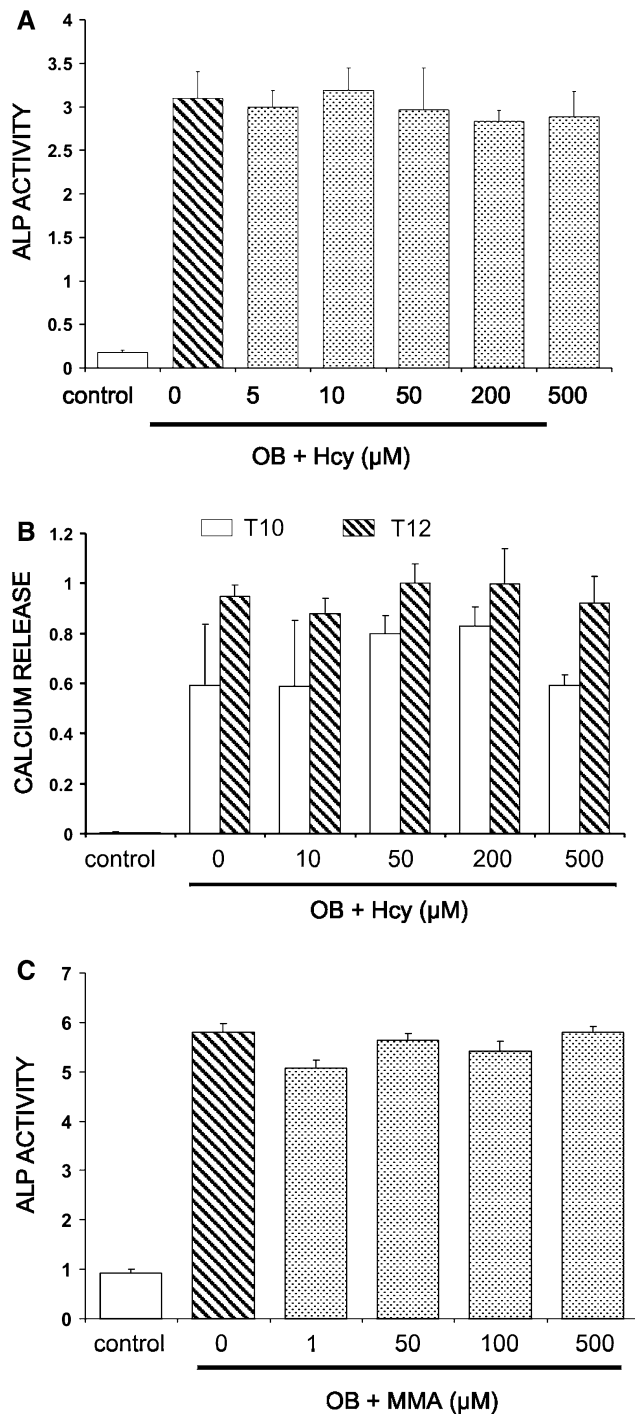 A
ALP ACTIVITY
4
3.5
3
2.5
2
1.5
1
0.5
0
control 0 5 10 50 200 500
OB + Hcy (µM)
B
T10 T12
CALCIUM RELEASE
1.2
1
0.8
0.6
0.4
0.2
0
control 0 10 50 200 500
OB + Hcy (µM)
C
ALP ACTIVITY
7
6
5
4
3
2
1
0
control 0 1 50 100 500
OB + MMA (µM)